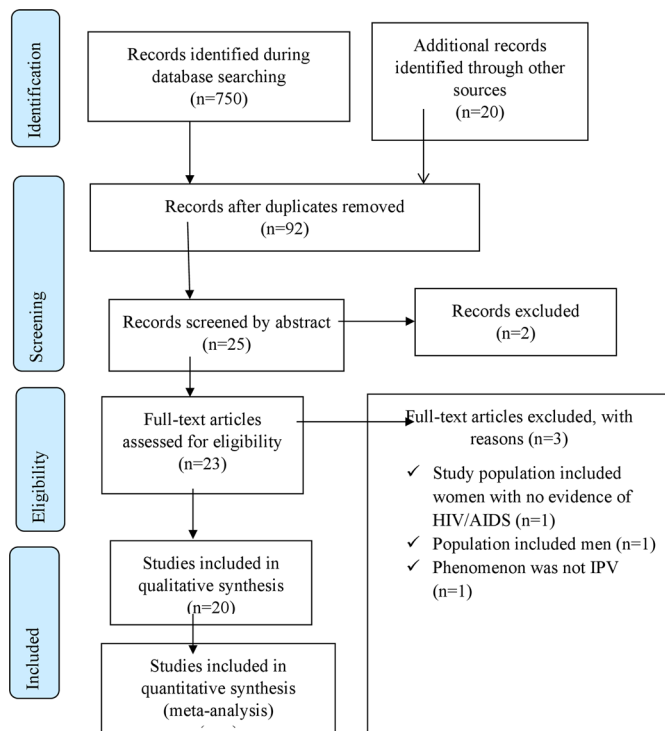 Identification
Records identified during
database searching
(n=750)
Additional records
identified through other
sources
(n=20)
Screening
Records after duplicates removed
(n=92)
Records screened by abstract
(n=25)
Records excluded
(n=2)
Eligibility
Full-text articles
assessed for eligibility
(n=23)
Full-text articles excluded, with
reasons (n=3)
✓ Study population included
women with no evidence of
HIV/AIDS (n=1)
✓ Population included men (n=1)
✓ Phenomenon was not IPV
(n=1)
Included
Studies included in
qualitative synthesis
(n=20)
Studies included in
quantitative synthesis
(meta-analysis)